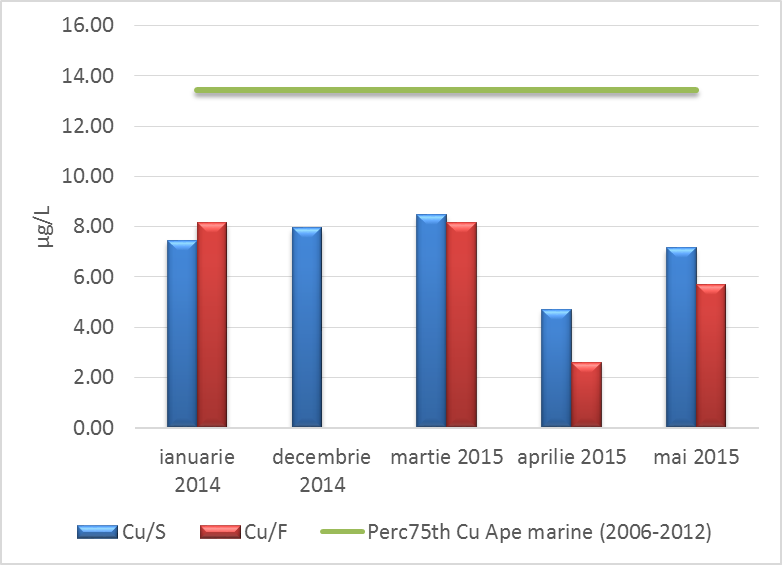 16.00
14.00
12.00
10.00
8.00
6.00
4.00
2.00
0.00
µg/L
ianuarie
2014
decembrie
2014
martie 2015
aprilie 2015
mai 2015
Cu/S
Cu/F
Perc75th Cu Ape marine (2006-2012)